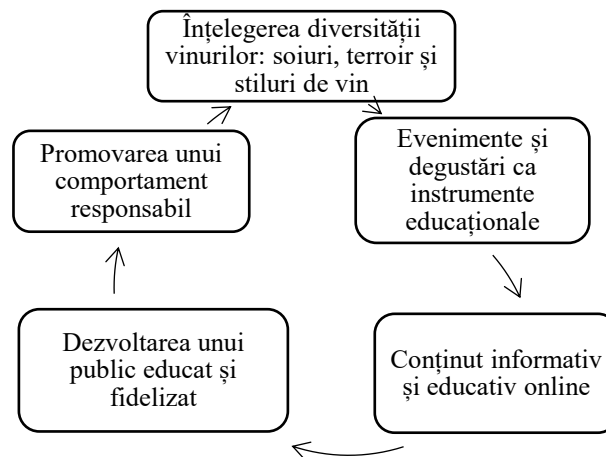 Înțelegerea diversității
vinurilor: soiuri, terroir și
stiluri de vin
Evenimente și
degustări ca
instrumente
educaționale
Conținut informativ
și educativ online
Dezvoltarea unui
public educat și
fidelizat
Promovarea unui
comportament
responsabil